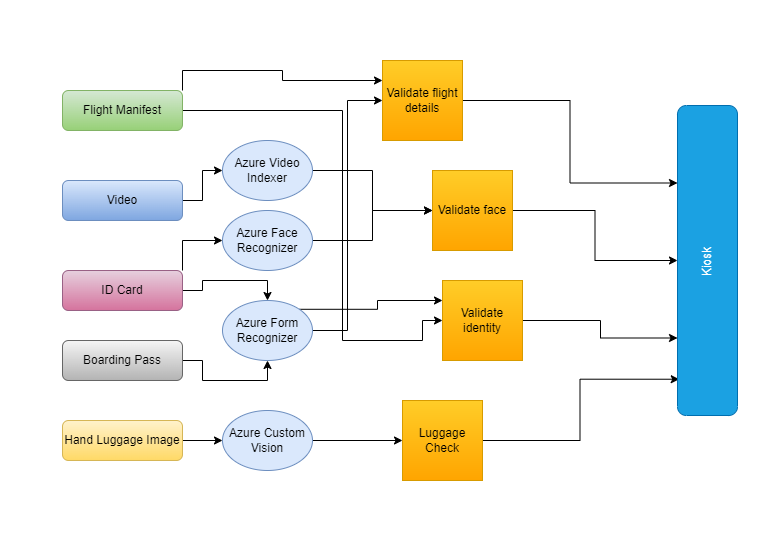 Flight Manifest
Validate flight
details
Azure Video
Indexer
Video
Validate face
Azure Face
Recognizer
Kiosk
ID Card
Azure Form
Recognizer
Validate
identity
Boarding Pass
Hand Luggage Image
Azure Custom
Vision
Luggage
Check